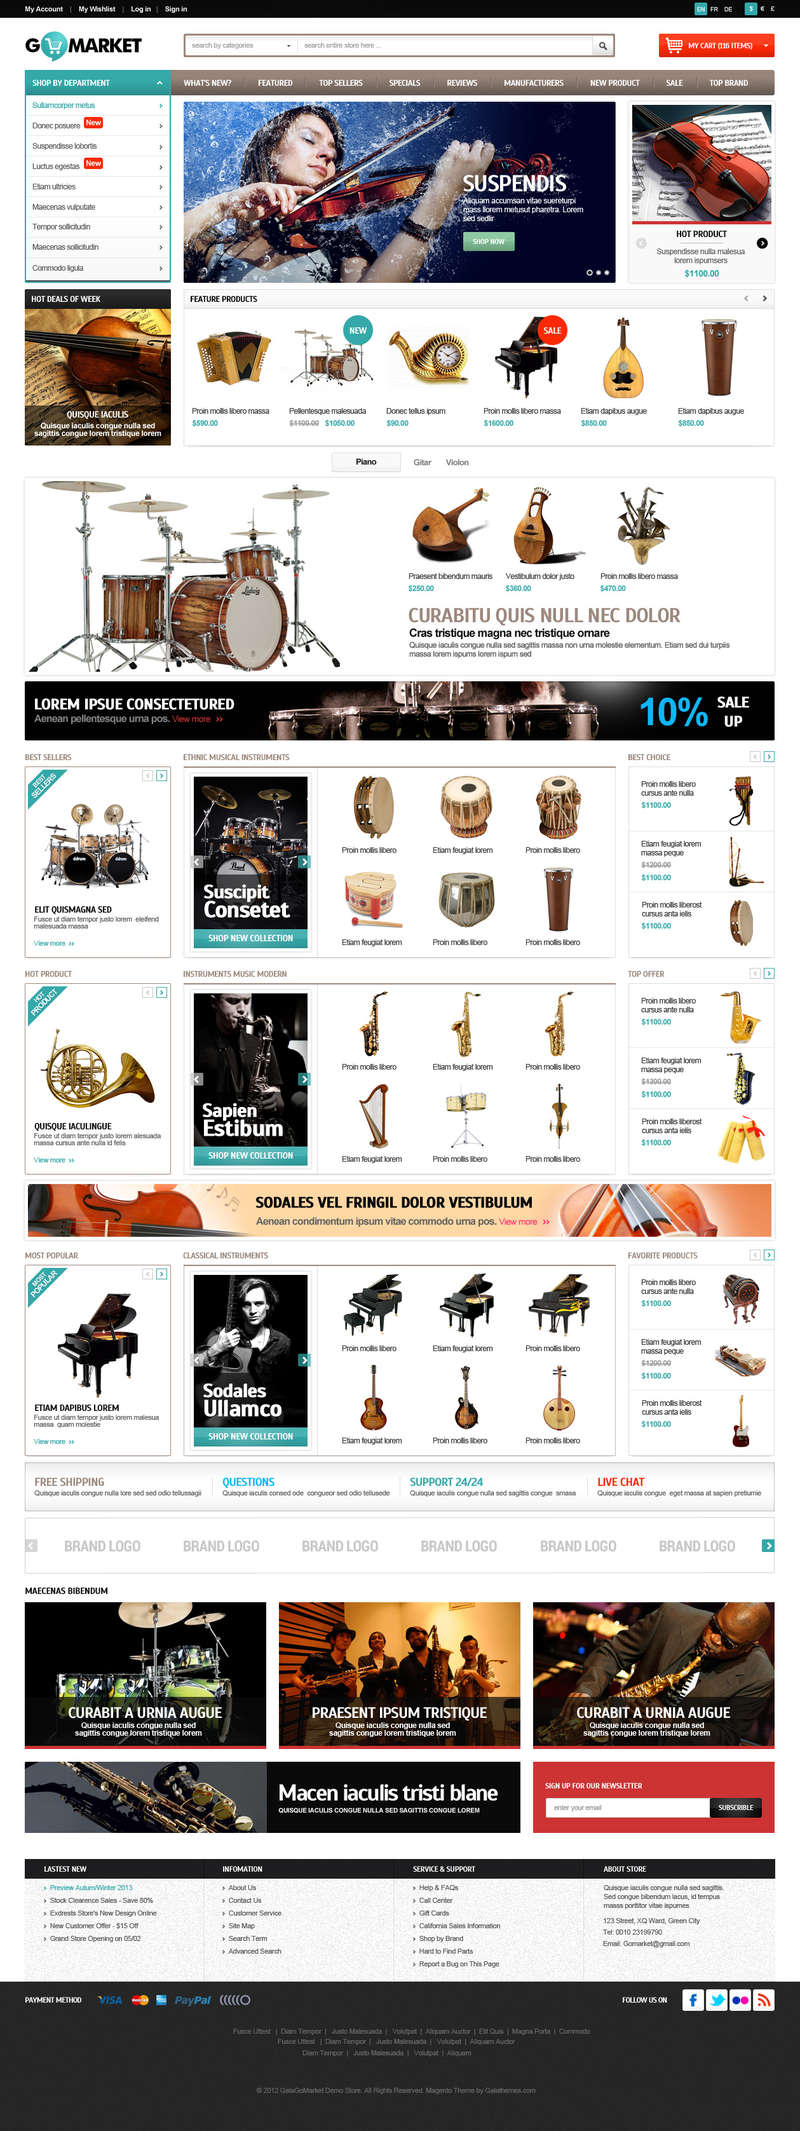 My Account | My Wishlist | Log in | Sign in
EN FR DE $ € £
GO MARKET
search by categories
search entire store here ...
MY CART (116 ITEMS)
SHOP BY DEPARTMENT
WHAT'S NEW? FEATURED TOP SELLERS SPECIALS REVIEWS MANUFACTURERS NEW PRODUCT SALE TOP BRAND
Sullamcorper metus
Donec posuere New
Suspendisse lobortis
Luctus egestas New
Etiam ultricies
Maecenas vulputate
Tempor sollicitudin
Maecenas sollicitudin
Commodo ligula
SUSPENDIS
Aliquam accumsan vitae suereturpi
mass llorem metusut pharetra. Lorem
sed sedlir
SHOP NOW
HOT PRODUCT
Suspendisse nulla malesua
lorem ispumsers
$1100.00
HOT DEALS OF WEEK
QUISQUE IACULIS
Quisque iaculis congue nulla sed
sagittis congue lorem tristique lorem
FEATURE PRODUCTS
NEW
SALE
Proin mollis libero massa
$590.00
Pellentesque malesuada
$1100.00 $1050.00
Donec tellus ipsum
$90.00
Proin mollis libero massa
$1600.00
Etiam dapibus augue
$850.00
Etiam dapibus augue
$850.00
Piano Gitar Violon
Ludwig
Praesent bibendum mauris
$250.00
Vestibulum dolor justo
$360.00
Proin mollis libero massa
$470.00
CURABITU QUIS NULL NEC DOLOR
Cras tristique magna nec tristique ornare
Quisque iaculis congue nulla sed sagittis massa non urna molestie elementum. Etiam sed dui turpiis
massa lorem ispums lorem ispum sed
LOREM IPSUE CONSECTETURED
Aenean pellentesque urna pos. View more »
10% SALE
UP
BEST SELLERS
BEST
SELLERS
ddrum ddrum
ELIT QUISMAGNA SED
Fusce ut diam tempor justo lorem eleifend
malesuada massa
View more »
ETHNIC MUSICAL INSTRUMENTS
Pearl
Suscipit
Consetet
SHOP NEW COLLECTION
Proin mollis libero
Etiam feugiat lorem
Proin mollis libero
Etiam feugiat lorem
Proin mollis libero
Proin mollis libero
BEST CHOICE
Proin mollis libero
cursus ante nulla
$1100.00
Etiam feugiat lorem
massa peque
$1200.00
$1100.00
Proin mollis liberost
cursus anta ielis
$1100.00
HOT PRODUCT
HOT
PRODUCT
QUISQUE IACULINGUE
Fusce ut diam tempor justo lorem alesuada
massa cursus ante nulla id felis
View more »
INSTRUMENTS MUSIC MODERN
Sapien
Estibum
SHOP NEW COLLECTION
Proin mollis libero
Etiam feugiat lorem
Proin mollis libero
Etiam feugiat lorem
Proin mollis libero
Proin mollis libero
TOP OFFER
Proin mollis libero
cursus ante nulla
$1100.00
Etiam feugiat lorem
massa peque
$1200.00
$1100.00
Proin mollis liberost
cursus anta ielis
$1100.00
SODALES VEL FRINGIL DOLOR VESTIBULUM
Aenean condimentum ipsum vitae commodo urna pos. View more »
MOST POPULAR
MOST
POPULAR
ETIAM DAPIBUS LOREM
Fusce ut diam tempor justo lorem malesua
massa quam molestie
View more »
CLASSICAL INSTRUMENTS
Sodales
Ullamco
SHOP NEW COLLECTION
Proin mollis libero
Etiam feugiat lorem
Proin mollis libero
Etiam feugiat lorem
Proin mollis libero
Proin mollis libero
FAVORITE PRODUCTS
Proin mollis libero
cursus ante nulla
$1100.00
Etiam feugiat lorem
massa peque
$1200.00
$1100.00
Proin mollis liberost
cursus anta ielis
$1100.00
FREE SHIPPING
Quisque iaculis congue nulla lore sed sed odio tellussagii
QUESTIONS
Quisque iaculis consed ode congueor sed odio tellusede
SUPPORT 24/24
Quisque iaculis congue nulla sed sagittis congue smasa
LIVE CHAT
Quisque iaculis congue eget massa at sapien pretiumie
BRAND LOGO BRAND LOGO BRAND LOGO BRAND LOGO BRAND LOGO BRAND LOGO
MAECENAS BIBENDUM
CURABIT A URNIA AUGUE
Quisque iaculis congue nulla sed
sagittis congue lorem tristique lorem
PRAESENT IPSUM TRISTIQUE
Quisque iaculis congue nulla sed
sagittis congue lorem tristique lorem
CURABIT A URNIA AUGUE
Quisque iaculis congue nulla sed
sagittis congue lorem tristique lorem
Macen iaculis tristi blane
QUISQUE IACULIS CONGUE NULLA SED SAGITTIS CONGUE LOREM
SIGN UP FOR OUR NEWSLETTER
enter your email
SUBSCRIBLE
LASTEST NEW
Preview Autum/Winter 2013
Stock Clearence Sales - Save 80%
Exdrests Store's New Design Online
New Customer Offer - $15 Off
Grand Store Opening on 05/02
INFOMATION
About Us
Contact Us
Customer Service
Site Map
Search Term
Advanced Search
SERVICE & SUPPORT
Help & FAQs
Call Center
Gift Cards
California Sales Information
Shop by Brand
Hard to Find Parts
Report a Bug on This Page
ABOUT STORE
Quisque iaculis congue nulla sed sagittis.
Sed congue bibendum lacus, id tempus
massa porttitor vitae ispumes
123 Street, XQ Ward, Green City
Tel: 0010 23199790
Email: Gomarket@gmail.com
PAYMENT METHOD VISA PayPal
FOLLOW US ON
Fusce Uttest | Diam Tempor | Justo Malesuada | Volutpat | Aliquam Auctor | Elit Quis | Magna Porta | Commodo
Fusce Uttest | Diam Tempor | Justo Malesuada | Volutpat | Aliquam Auctor
Diam Tempor | Justo Malesuada | Volutpat | Aliquam
© 2012 GalaGoMarket Demo Store. All Rights Reserved. Magento Theme by Galathemes.com